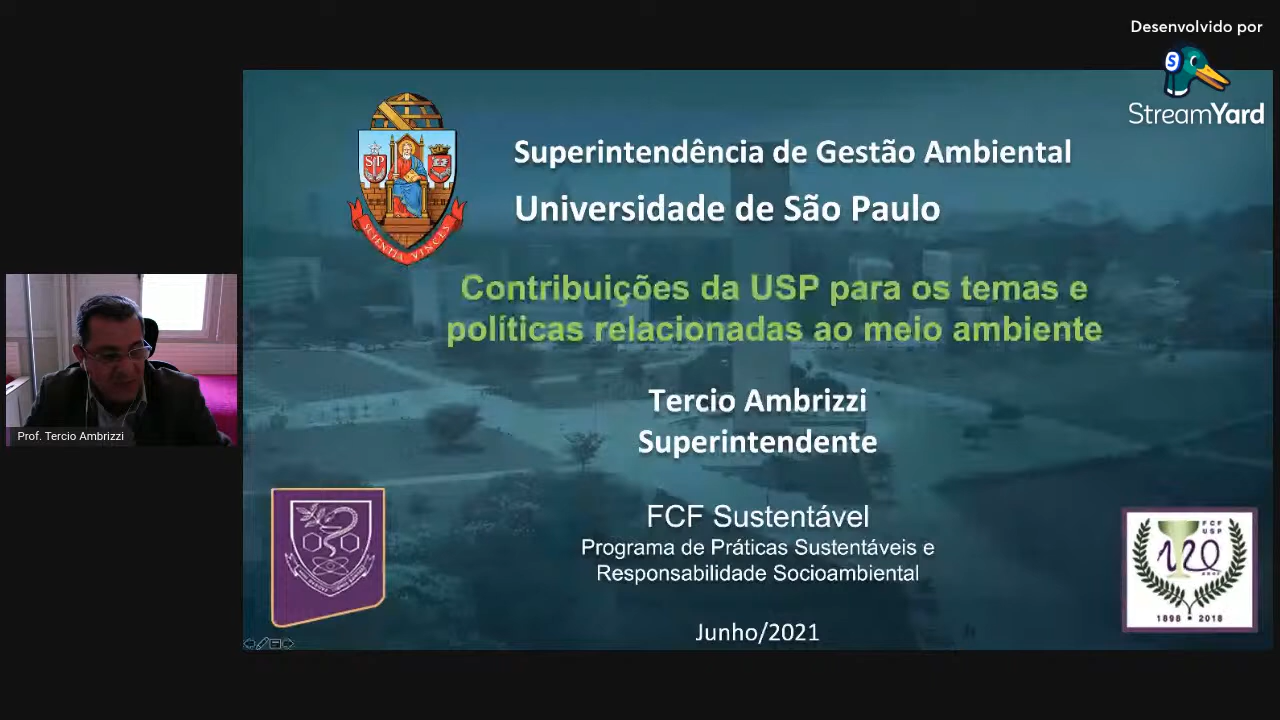 Desenvolvido por
StreamYard
Superintendência de Gestão Ambiental
Universidade de São Paulo
SCIENTIA VINCES
Contribuições da USP para os temas e
políticas relacionadas ao meio ambiente
Tercio Ambrizzi
Superintendente
Prof. Tercio Ambrizzi
FCF Sustentável
Programa de Práticas Sustentáveis e
Responsabilidade Socioambiental
FCF
USP
120
1898 • 2018
Junho/2021